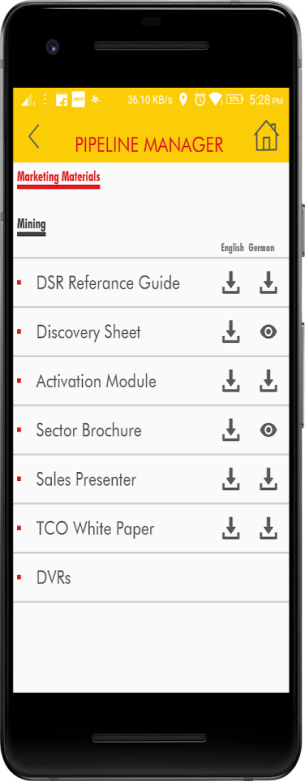 36.10 KB/s 5:28 PM
PIPELINE MANAGER
Marketing Materials
Mining
English German
DSR Referance Guide
Discovery Sheet
Activation Module
Sector Brochure
Sales Presenter
TCO White Paper
DVRs